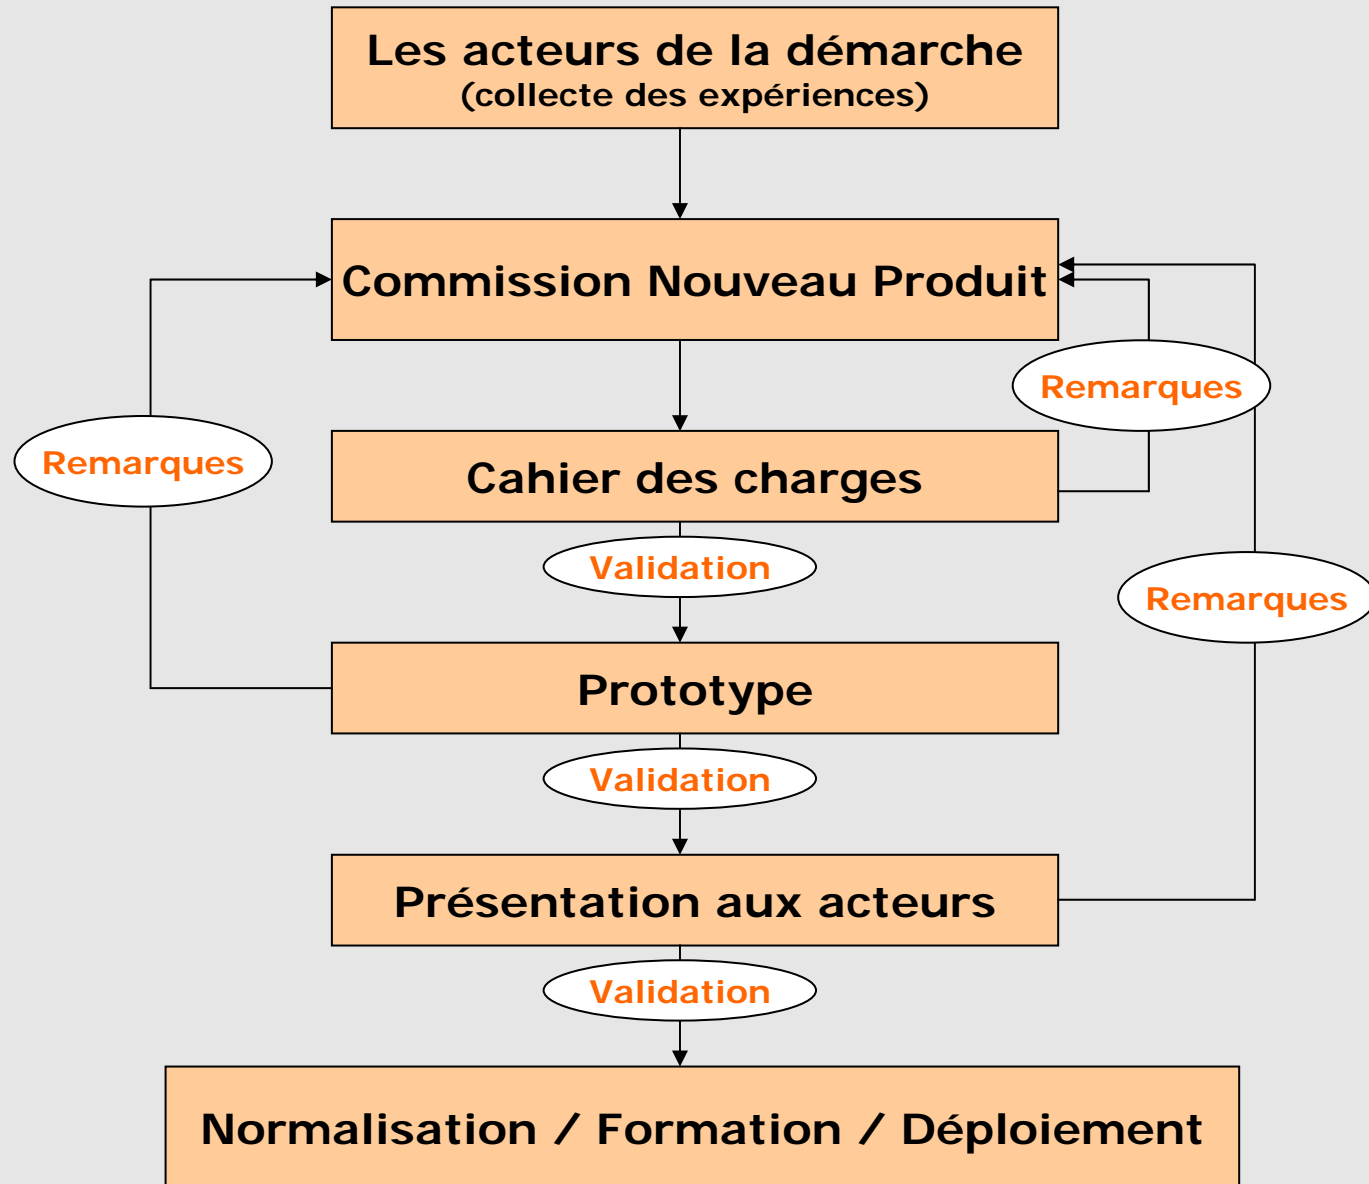 Les acteurs de la démarche
(collecte des expériences)
Commission Nouveau Produit
Remarques
Remarques
Cahier des charges
Validation
Remarques
Prototype
Validation
Présentation aux acteurs
Validation
Normalisation / Formation / Déploiement